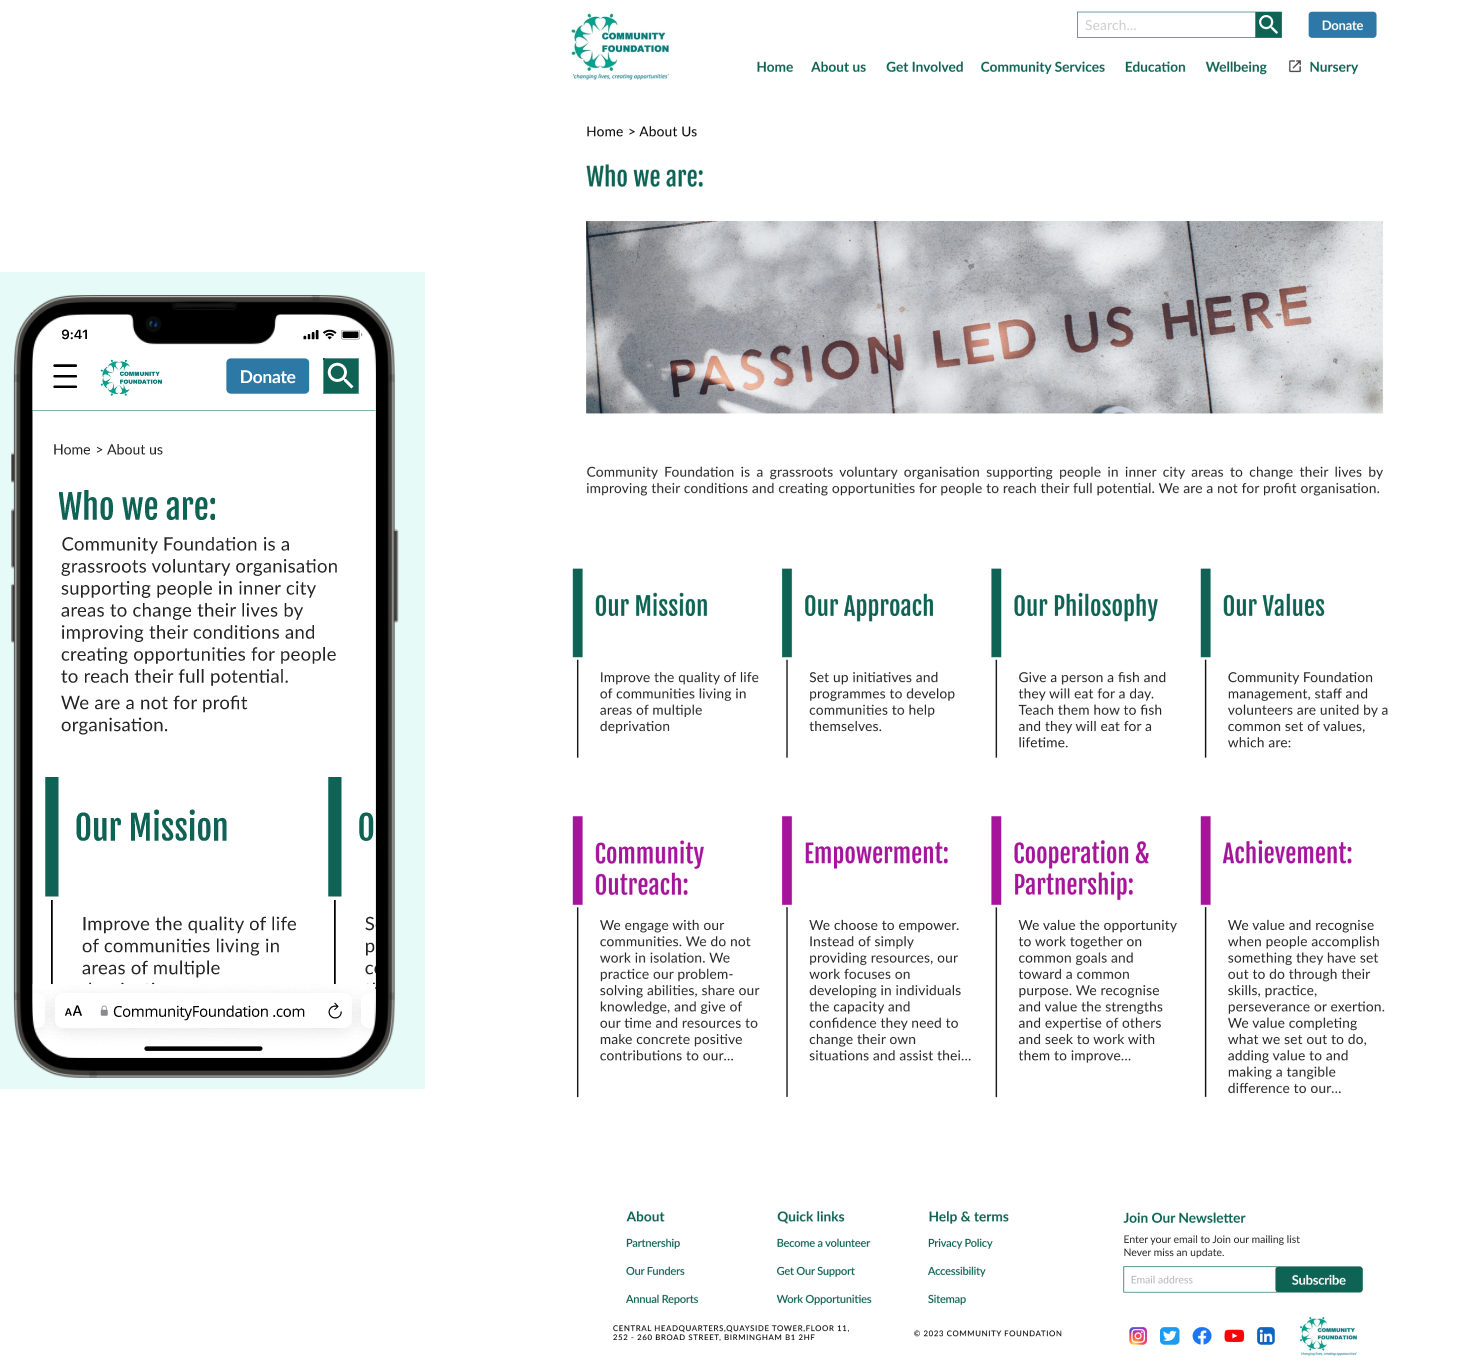 COMMUNITY
FOUNDATION
'changing lives, creating opportunities'
Search...
Donate
Home About us Get Involved Community Services Education Wellbeing Nursery
Home > About Us
Who we are:
PASSION LED US HERE
Community Foundation is a grassroots voluntary organisation supporting people in inner city areas to change their lives by
improving their conditions and creating opportunities for people to reach their full potential. We are a not for profit organisation.
Our Mission
Improve the quality of life
of communities living in
areas of multiple
deprivation
Our Approach
Set up initiatives and
programmes to develop
communities to help
themselves.
Our Philosophy
Give a person a fish and
they will eat for a day.
Teach them how to fish
and they will eat for a
lifetime.
Our Values
Community Foundation
management, staff and
volunteers are united by a
common set of values,
which are:
Community
Outreach:
We engage with our
communities. We do not
work in isolation. We
practice our problem-
solving abilities, share our
knowledge, and give of
our time and resources to
make concrete positive
contributions to our...
Empowerment:
We choose to empower.
Instead of simply
providing resources, our
work focuses on
developing in individuals
the capacity and
confidence they need to
change their own
situations and assist thei...
Cooperation &
Partnership:
We value the opportunity
to work together on
common goals and
toward a common
purpose. We recognise
and value the strengths
and expertise of others
and seek to work with
them to improve...
Achievement:
We value and recognise
when people accomplish
something they have set
out to do through their
skills, practice,
perseverance or exertion.
We value completing
what we set out to do,
adding value to and
making a tangible
difference to our...
About
Partnership
Our Funders
Annual Reports
Quick links
Become a volunteer
Get Our Support
Work Opportunities
Help & terms
Privacy Policy
Accessibility
Sitemap
Join Our Newsletter
Enter your email to Join our mailing list
Never miss an update.
Email address
Subscribe
CENTRAL HEADQUARTERS,QUAYSIDE TOWER,FLOOR 11,
252 - 260 BROAD STREET, BIRMINGHAM B1 2HF
© 2023 COMMUNITY FOUNDATION
COMMUNITY
FOUNDATION
'changing lives, creating opportunities'
9:41
COMMUNITY
FOUNDATION
Donate
Home > About us
Who we are:
Community Foundation is a
grassroots voluntary organisation
supporting people in inner city
areas to change their lives by
improving their conditions and
creating opportunities for people
to reach their full potential.
We are a not for profit
organisation.
Our Mission
Improve the quality of life
of communities living in
areas of multiple
AA CommunityFoundation .com